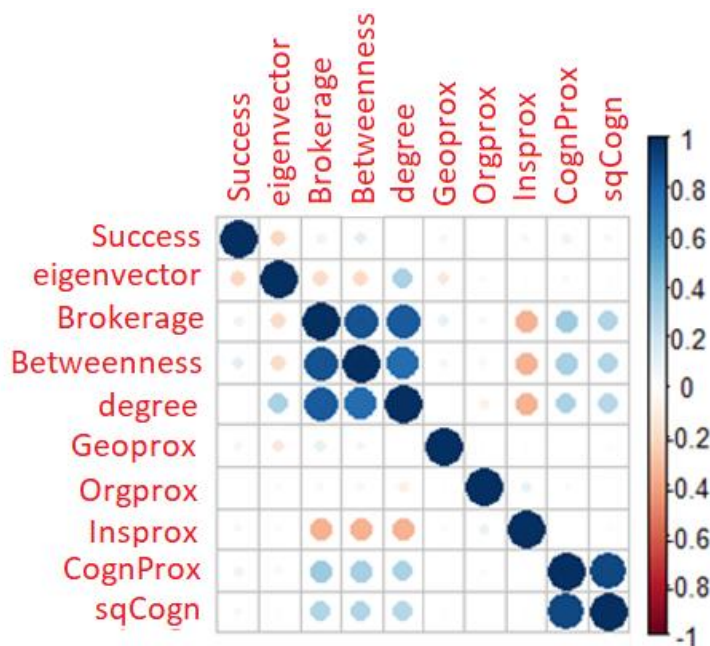 Success
eigenvector
Brokerage
Betweenness
degree
Geoprox
Orgprox
Insprox
CognProx
sqCogn
Success
eigenvector
Brokerage
Betweenness
degree
Geoprox
Orgprox
Insprox
CognProx
sqCogn
1
0.8
0.6
0.4
0.2
0
-0.2
-0.4
-0.6
-0.8
-1